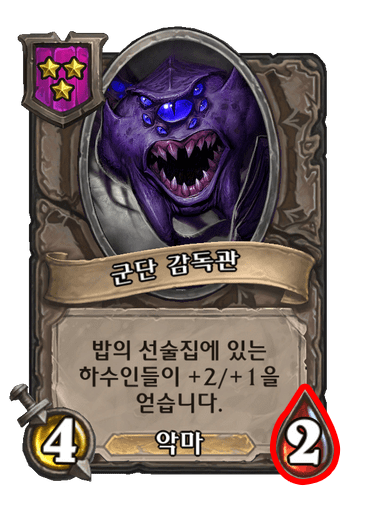 군단 감독관
밥의 선술집에 있는
하수인들이 +2/+1을
얻습니다.
4
악마
2